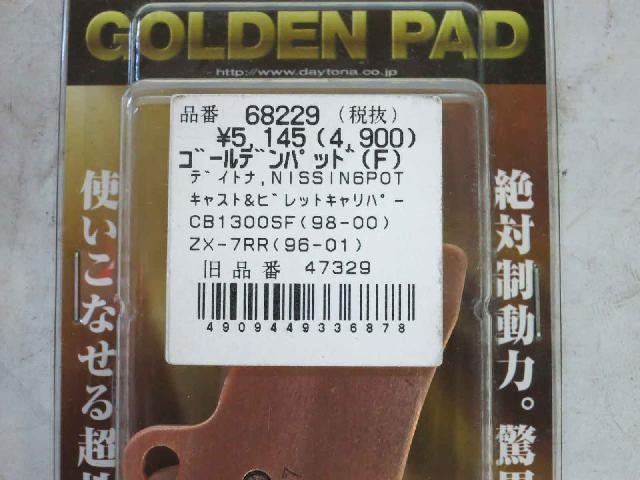 GOLDEN PAD
http://www.daytona.co.jp
品番 68229 (税抜)
¥5,145(4,900)
ｺﾞｰﾙﾃﾞﾝﾊﾟｯﾄﾞ(F)
ﾃﾞｲﾄﾅ,NISSIN6POT
ｷｬｽﾄ&ﾋﾞﾚｯﾄｷｬﾘﾊﾟｰ
CB1300SF(98-00)
ZX-7RR(96-01)
旧品番 47329
4909449336878
絶対制動力。驚
使いこなせる超